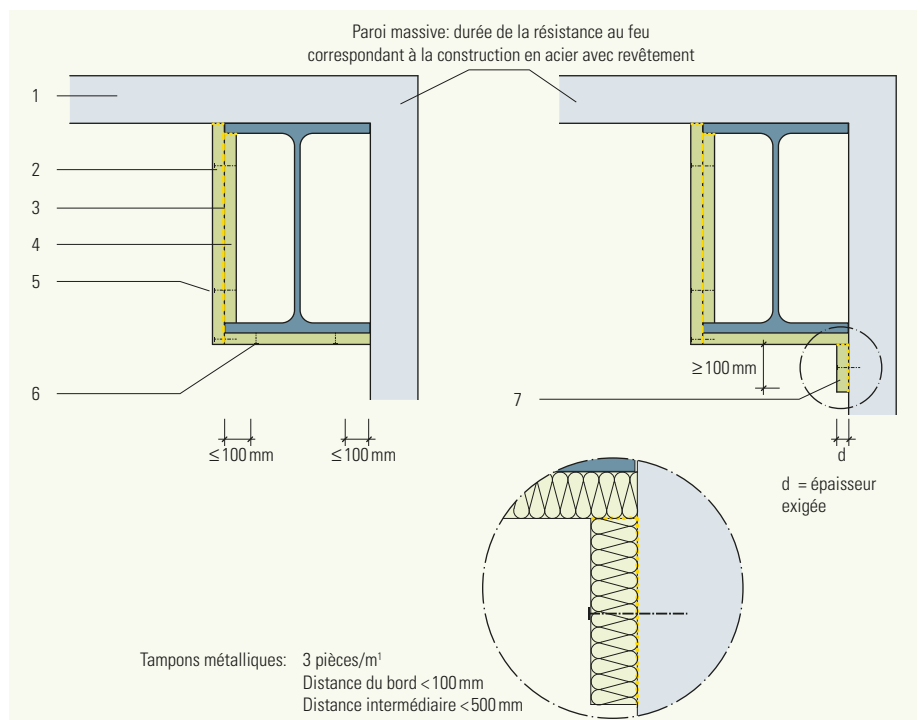 Paroi massive: durée de la résistance au feu
correspondant à la construction en acier avec revêtement
1
2
3
4
5
6
7
≥100 mm
≤100 mm
≤100 mm
d
d = épaisseur
exigée
Tampons métalliques: 3 pièces/m¹
Distance du bord <100 mm
Distance intermédiaire <500 mm